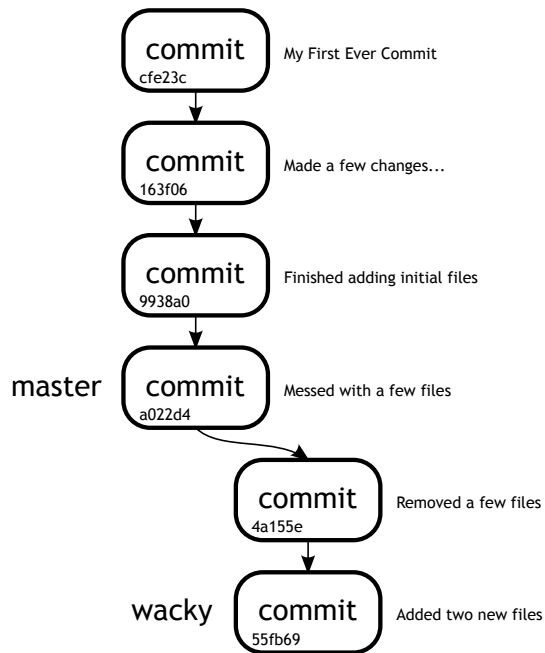 commit
cfe23c
My First Ever Commit
commit
163f06
Made a few changes...
commit
9938a0
Finished adding initial files
master
commit
a022d4
Messed with a few files
commit
4a155e
Removed a few files
wacky
commit
55fb69
Added two new files